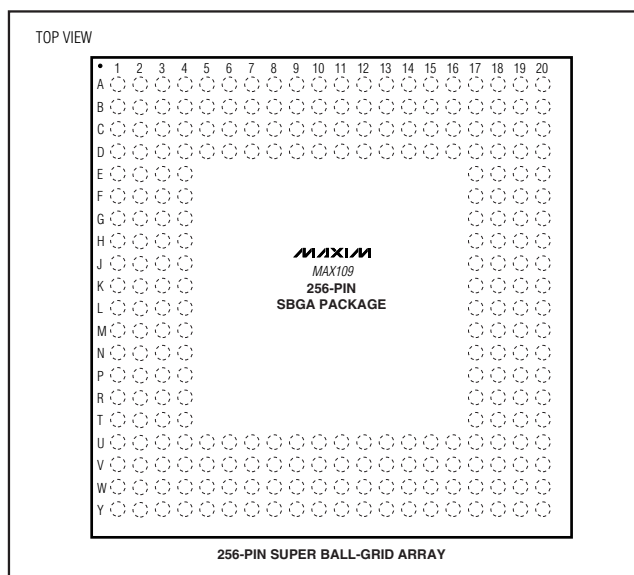 TOP VIEW
1 2 3 4 5 6 7 8 9 10 11 12 13 14 15 16 17 18 19 20
A
B
C
D
E
F
G
H
J
K
L
M
N
P
R
T
U
V
W
Y
MAXIM
MAX109
256-PIN
SBGA PACKAGE
256-PIN SUPER BALL-GRID ARRAY